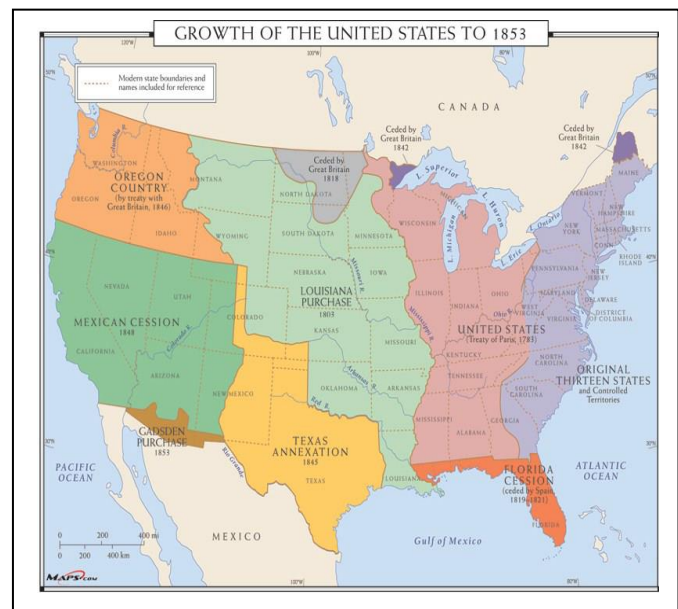 GROWTH OF THE UNITED STATES TO 1853
Modern state boundaries and
names included for reference
CANADA
Ceded by
Great Britain
1842
Ceded by
Great Britain
1842
Ceded by
Great Britain
1818
OREGON
COUNTRY
(by treaty with
Great Britain, 1846)
WASHINGTON
OREGON
IDAHO
Columbia R.
MONTANA
WYOMING
NORTH DAKOTA
SOUTH DAKOTA
NEBRASKA
MINNESOTA
IOWA
Missouri R.
LOUISIANA
PURCHASE
1803
COLORADO
KANSAS
MISSOURI
OKLAHOMA
ARKANSAS
LOUISIANA
Arkansas R.
Red R.
MEXICAN CESSION
1848
NEVADA
UTAH
CALIFORNIA
ARIZONA
NEW MEXICO
Colorado R.
GADSDEN
PURCHASE
1853
TEXAS
ANNEXATION
1845
TEXAS
Rio Grande
L. Superior
L. Michigan
L. Huron
L. Erie
L. Ontario
WISCONSIN
MICHIGAN
ILLINOIS
INDIANA
OHIO
Ohio R.
Mississippi R.
UNITED STATES
(Treaty of Paris, 1783)
KENTUCKY
TENNESSEE
MISSISSIPPI
ALABAMA
GEORGIA
MAINE
VERMONT
NEW
HAMPSHIRE
MASSACHUSETTS
NEW
YORK
CONN.
RHODE
ISLAND
PENNSYLVANIA
NEW
JERSEY
MARYLAND
DELAWARE
DISTRICT
OF COLUMBIA
WEST
VIRGINIA
VIRGINIA
NORTH
CAROLINA
SOUTH
CAROLINA
ORIGINAL
THIRTEEN STATES
and Controlled
Territories
FLORIDA
CESSION
(ceded by Spain,
1819-1821)
FLORIDA
PACIFIC
OCEAN
ATLANTIC
OCEAN
MEXICO
Gulf of Mexico
0 200 400 mi
0 200 400 km
MAPS.COM